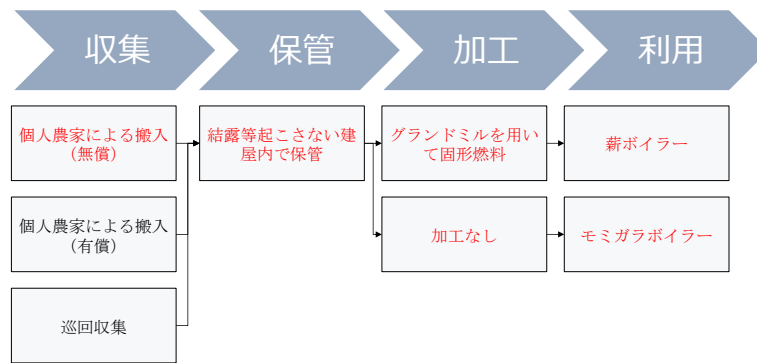 収集
保管
加工
利用
個人農家による搬入
（無償）
結露等起こさない建
屋内で保管
グランドミルを用い
て固形燃料
薪ボイラー
個人農家による搬入
（有償）
加工なし
モミガラボイラー
巡回収集